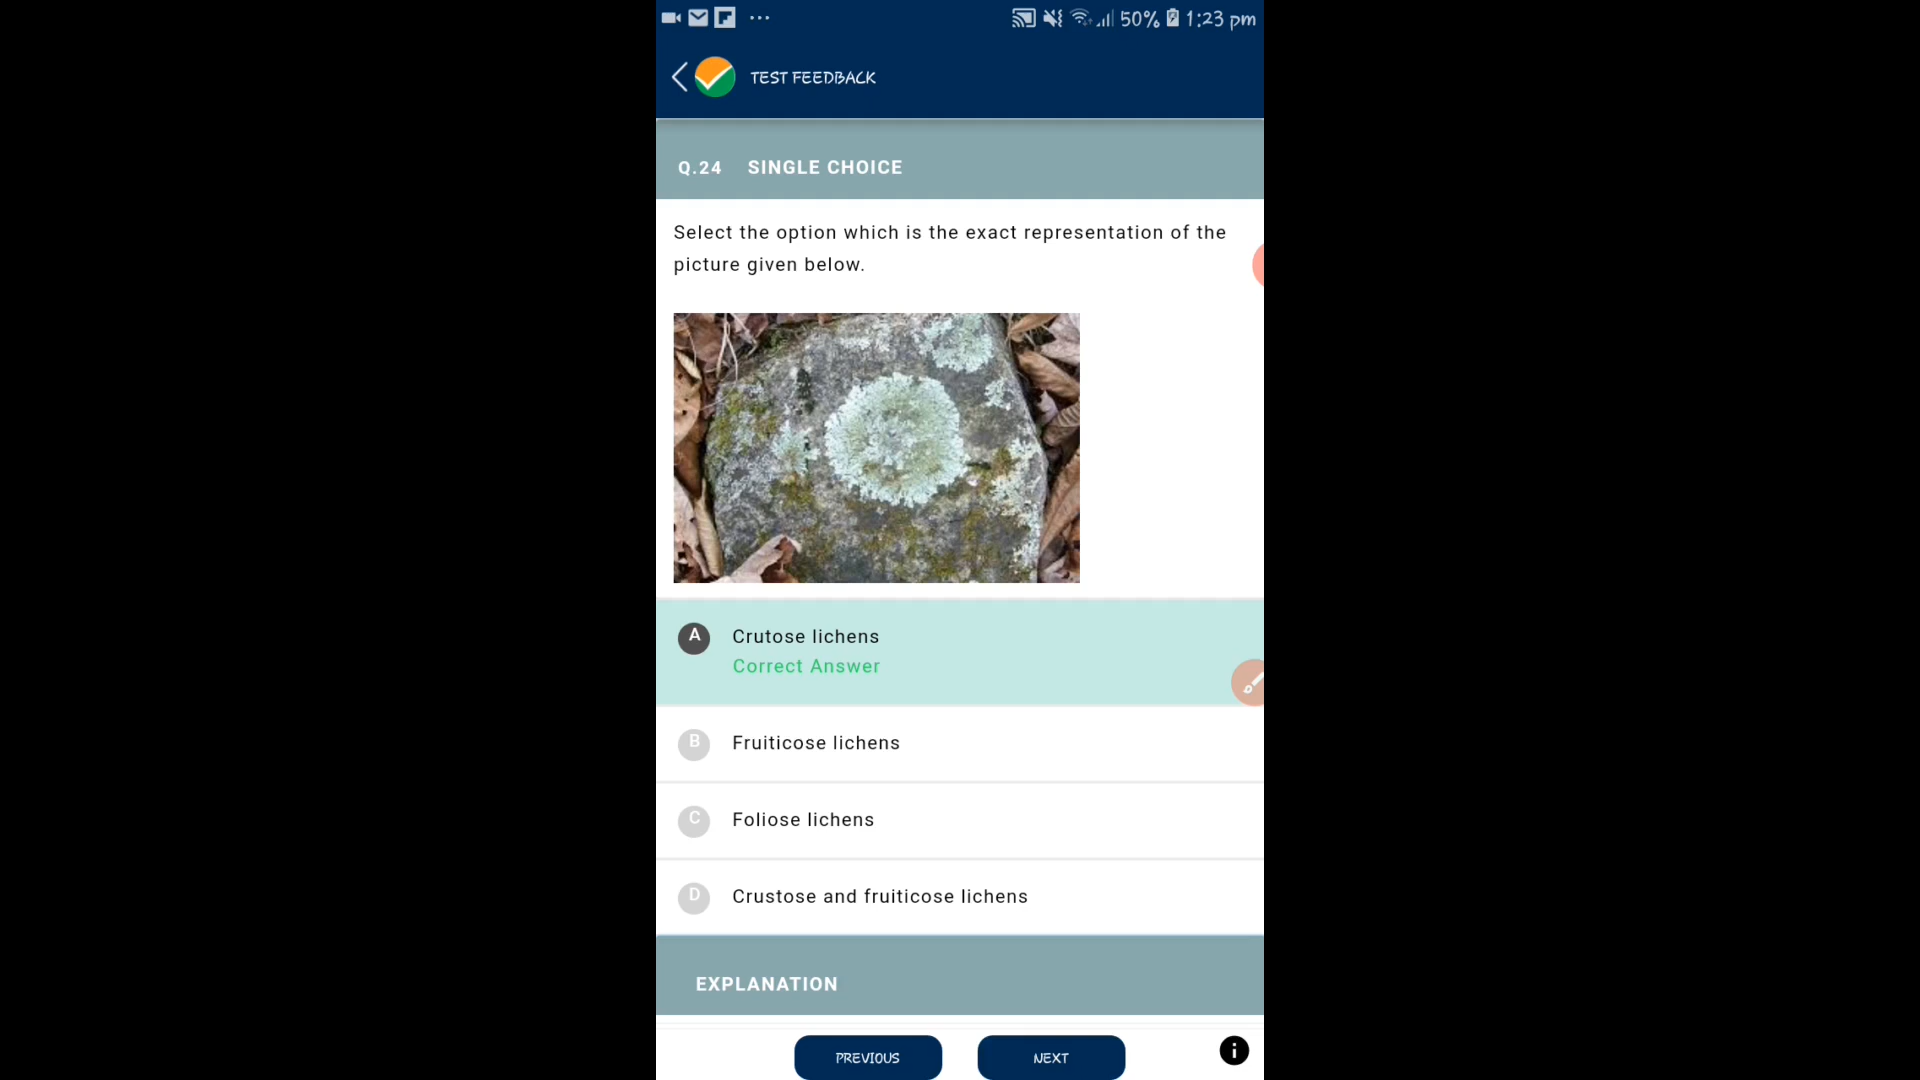 50% 1:23 pm
TEST FEEDBACK
Q.24 SINGLE CHOICE
Select the option which is the exact representation of the
picture given below.
A Crutose lichens
Correct Answer
B Fruiticose lichens
C Foliose lichens
D Crustose and fruiticose lichens
EXPLANATION
PREVIOUS NEXT